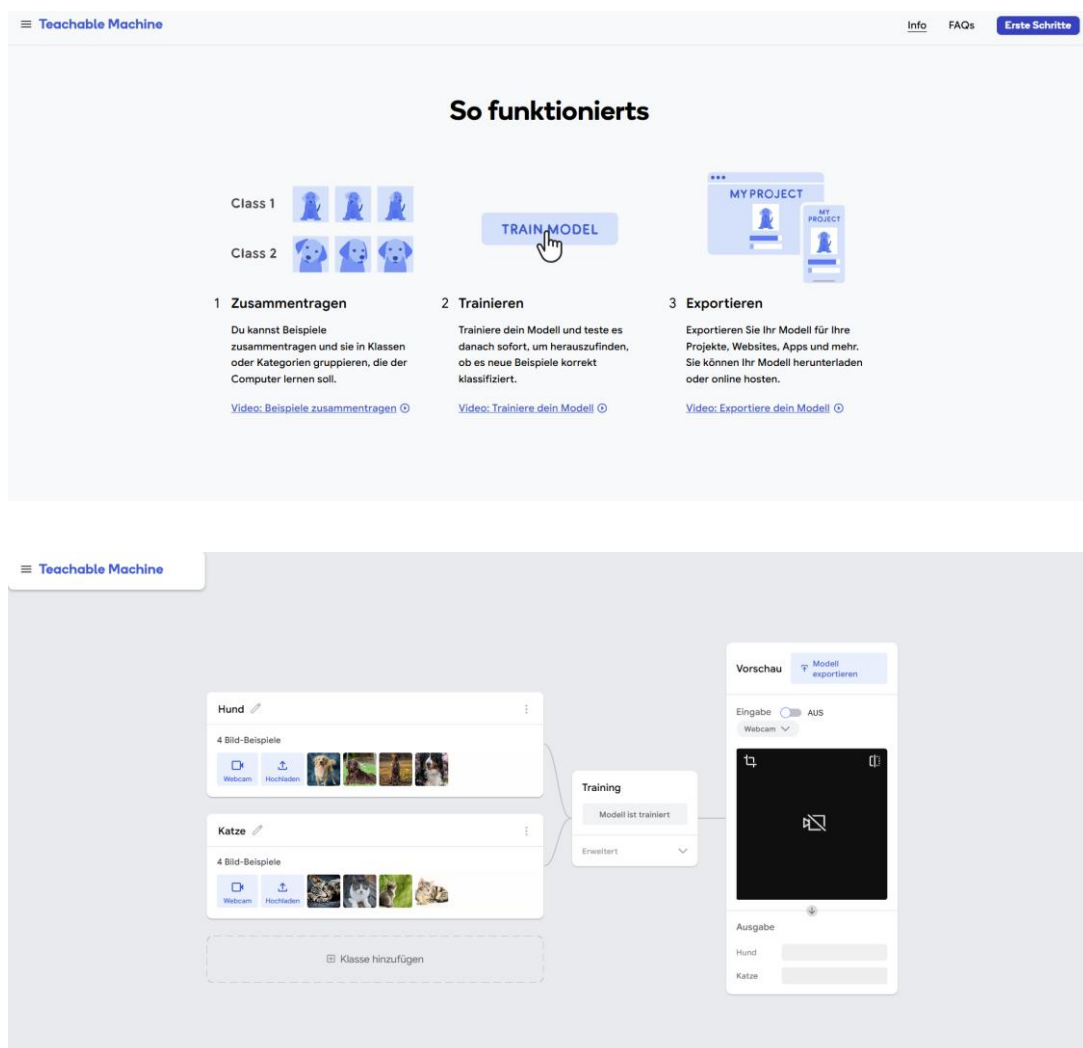 Teachable Machine
Info
FAQs
Erste Schritte
So funktionierts
Class 1
Class 2
TRAIN MODEL
MY PROJECT
MY
PROJECT
1 Zusammentragen
Du kannst Beispiele
zusammentragen und sie in Klassen
oder Kategorien gruppieren, die der
Computer lernen soll.
Video: Beispiele zusammentragen
2 Trainieren
Trainiere dein Modell und teste es
danach sofort, um herauszufinden,
ob es neue Beispiele korrekt
klassifiziert.
Video: Trainiere dein Modell
3 Exportieren
Exportieren Sie Ihr Modell für Ihre
Projekte, Websites, Apps und mehr.
Sie können Ihr Modell herunterladen
oder online hosten.
Video: Exportiere dein Modell
Teachable Machine
Hund
4 Bild-Beispiele
Webcam
Hochladen
Katze
4 Bild-Beispiele
Webcam
Hochladen
Klasse hinzufügen
Training
Modell ist trainiert
Erweitert
Vorschau
Modell
exportieren
Eingabe
AUS
Webcam
Ausgabe
Hund
Katze